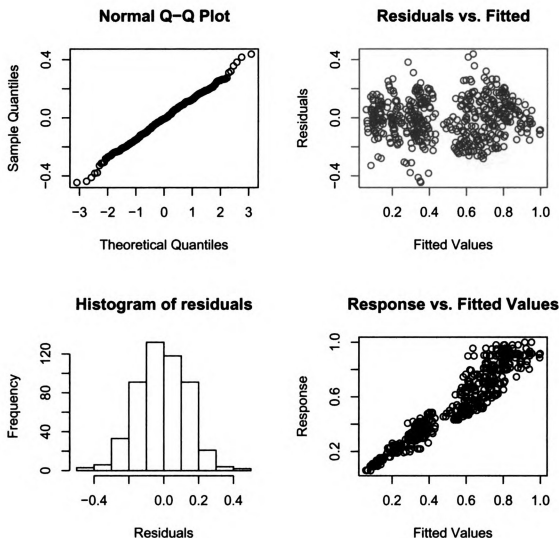 Normal Q−Q Plot
Sample Quantiles
0.4
0.0
−0.4
−3 −2 −1 0 1 2 3
Theoretical Quantiles
Residuals vs. Fitted
Residuals
0.4
0.0
−0.4
0.2 0.4 0.6 0.8 1.0
Fitted Values
Histogram of residuals
Frequency
120
80
40
0
−0.4 0.0 0.2 0.4
Residuals
Response vs. Fitted Values
Response
1.0
0.6
0.2
0.2 0.4 0.6 0.8 1.0
Fitted Values